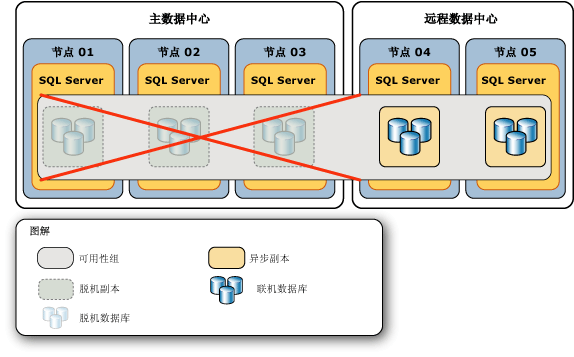 主数据中心
远程数据中心
节点 01
节点 02
节点 03
节点 04
节点 05
SQL Server
SQL Server
SQL Server
SQL Server
SQL Server
图解
可用性组
异步副本
脱机副本
联机数据库
脱机数据库